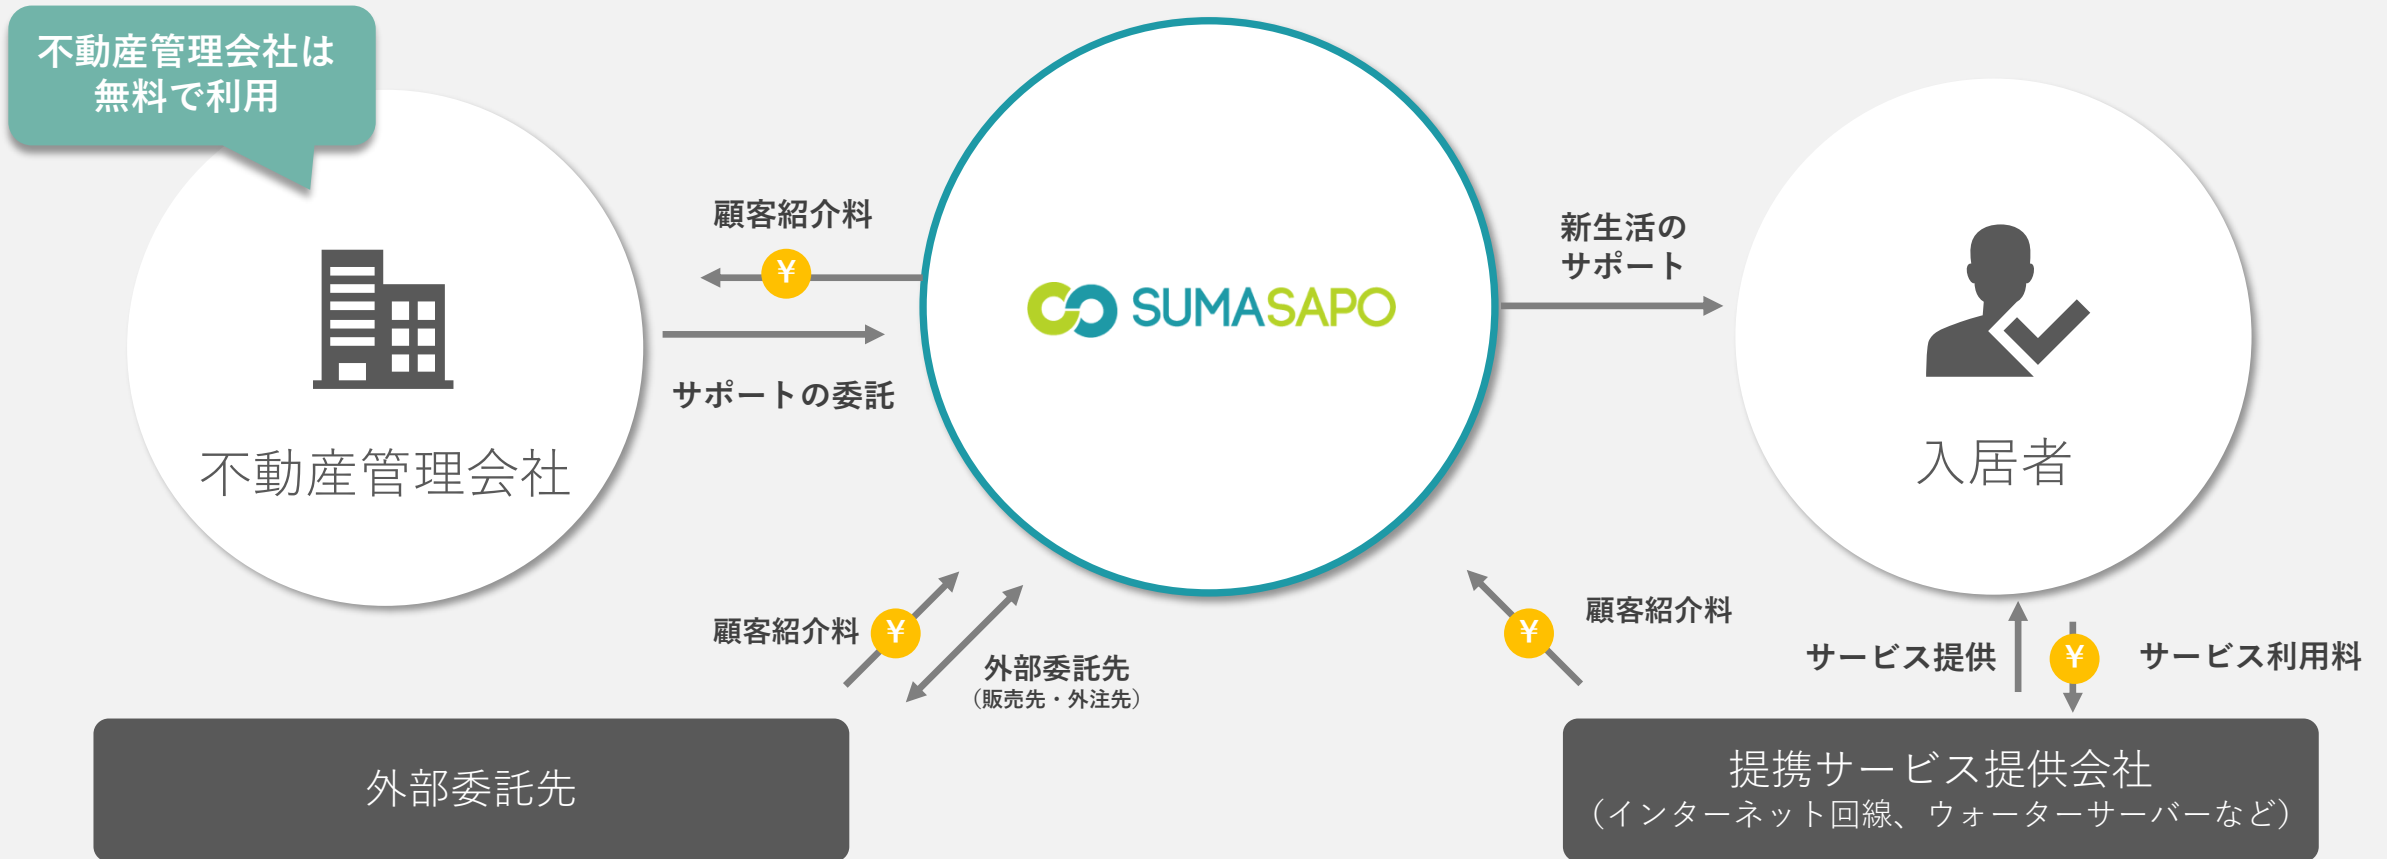 不動産管理会社は
無料で利用
顧客紹介料
¥
サポートの委託
不動産管理会社
SUMASAPO
新生活の
サポート
入居者
顧客紹介料
¥
外部委託先
（販売先・外注先）
¥
顧客紹介料
サービス提供
¥
サービス利用料
外部委託先
提携サービス提供会社
（インターネット回線、ウォーターサーバーなど）